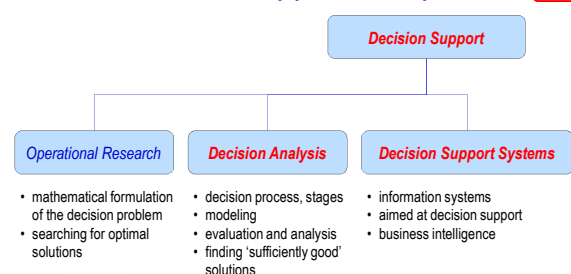 Decision Support
Operational Research
Decision Analysis
Decision Support Systems
• mathematical formulation
of the decision problem
• searching for optimal
solutions
• decision process, stages
• modeling
• evaluation and analysis
• finding ‘sufficiently good’
solutions
• information systems
• aimed at decision support
• business intelligence